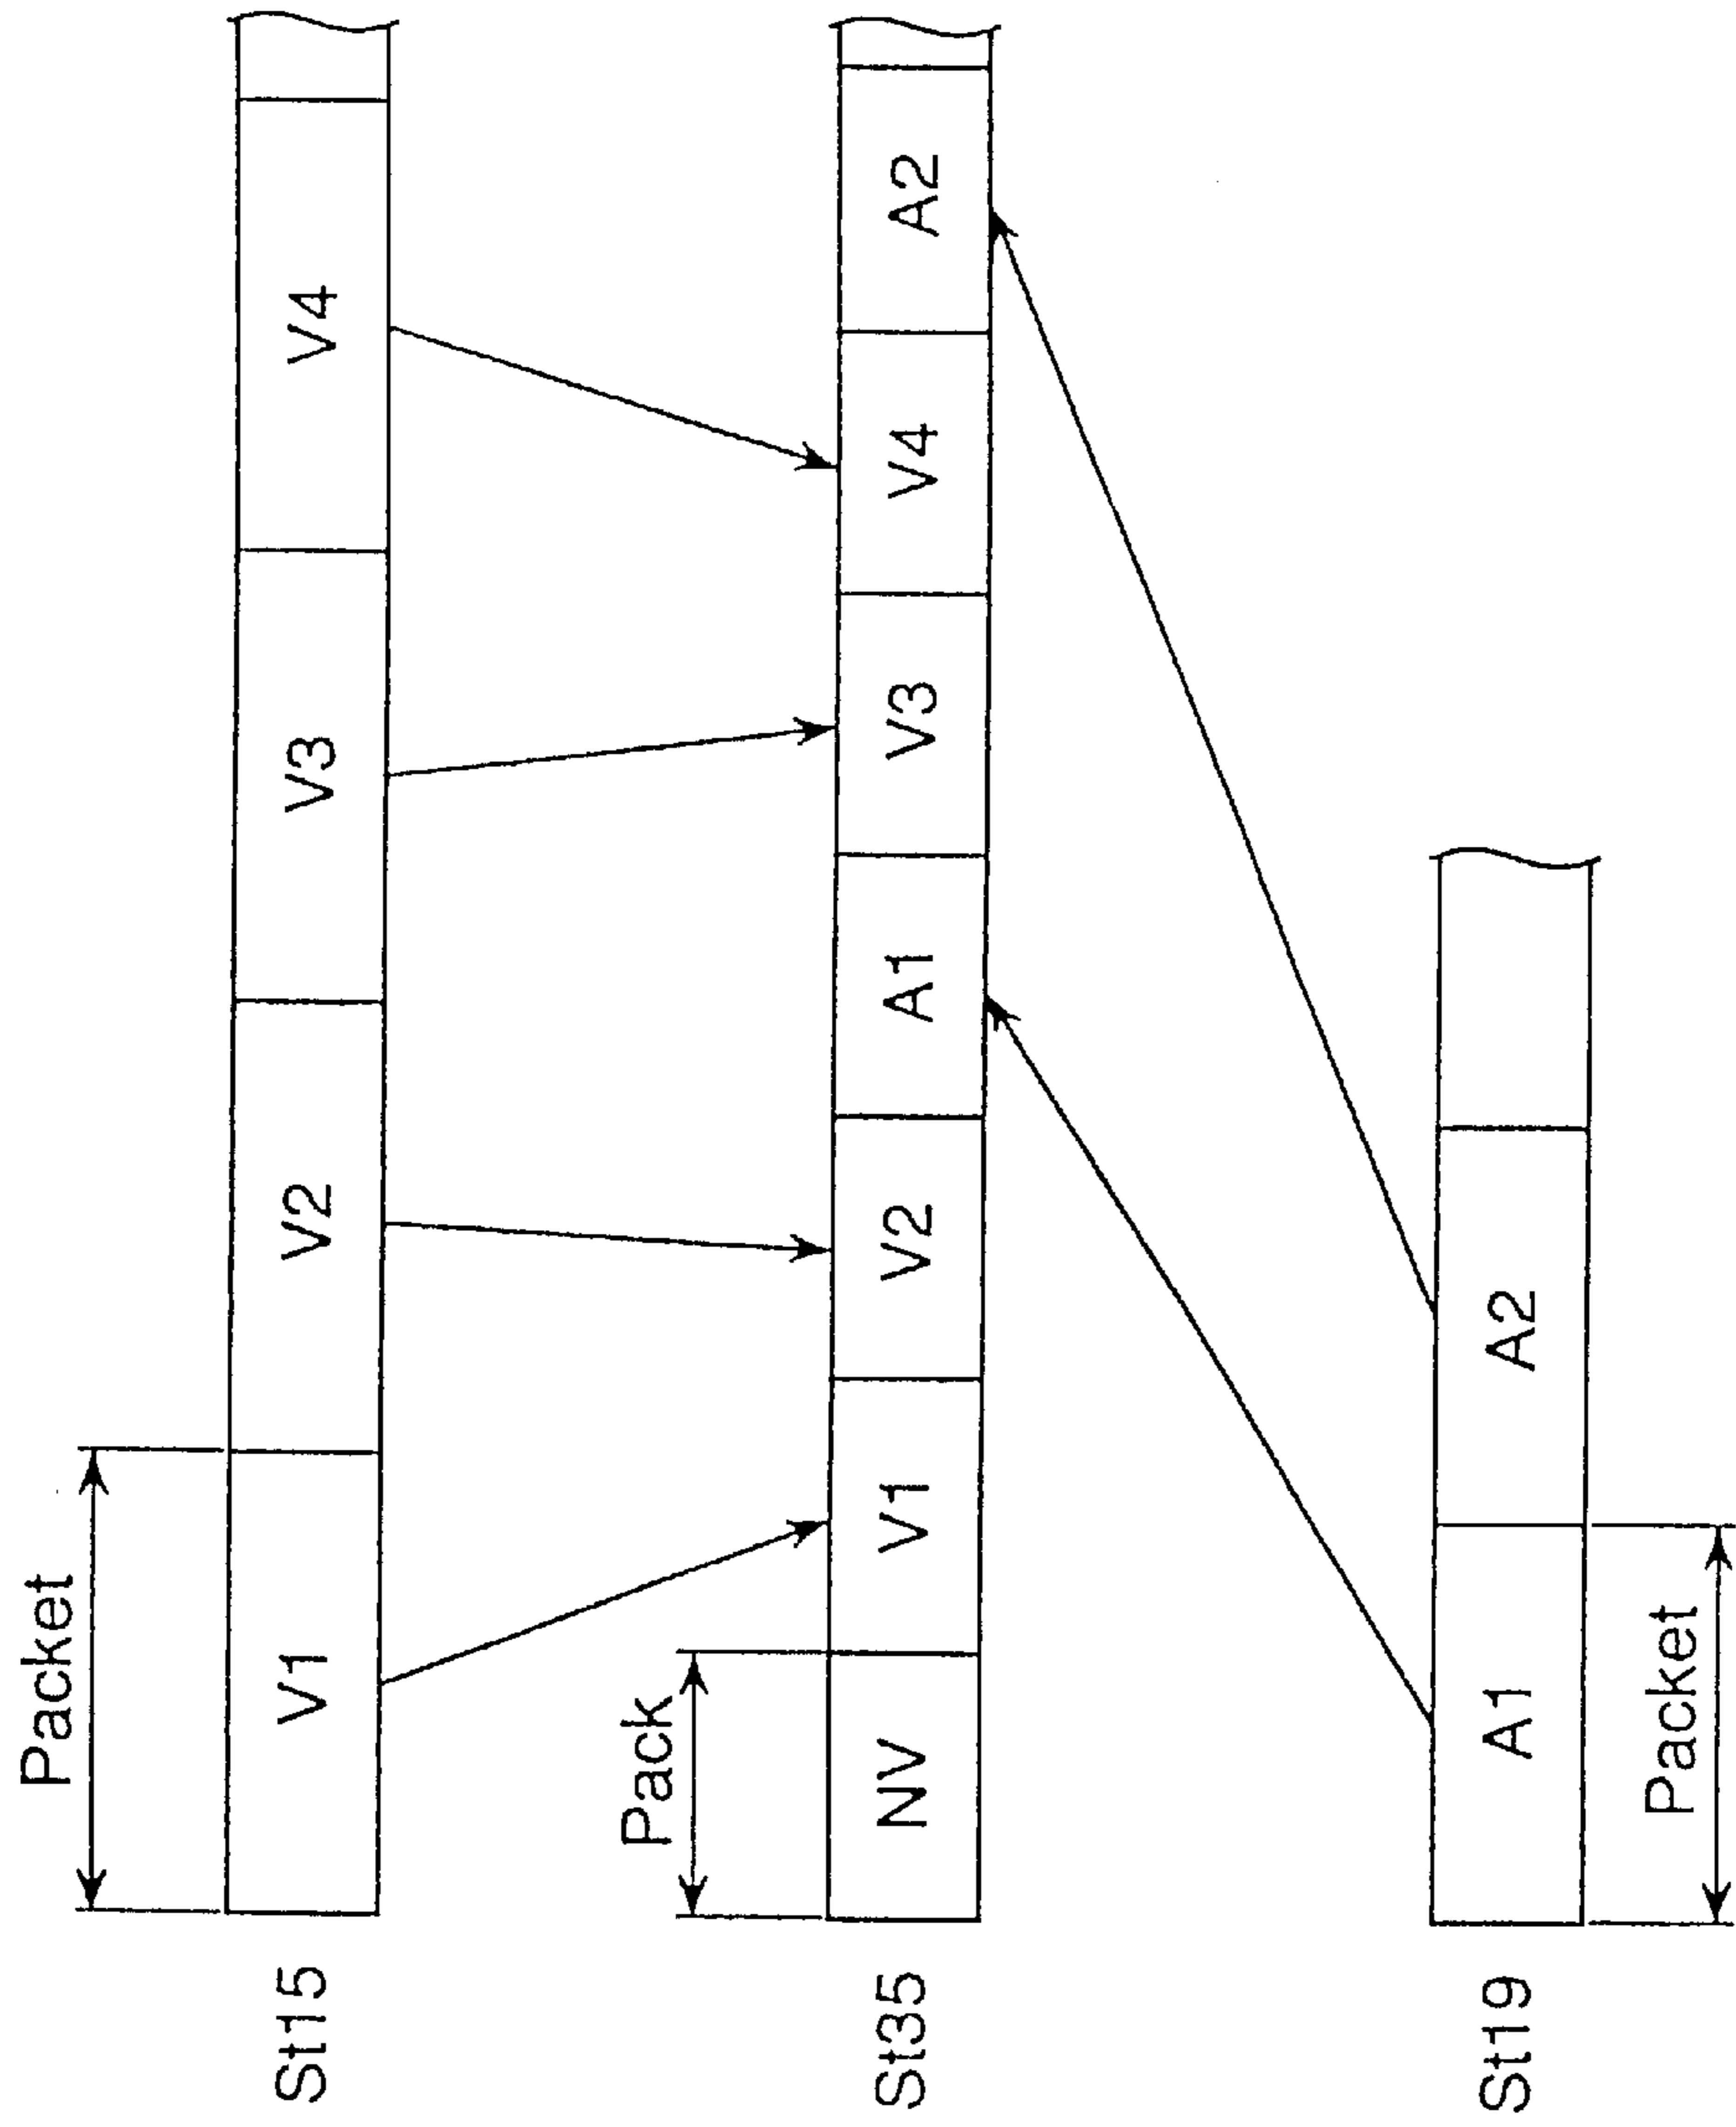 Packet
St15 V1 V2 V3 V4
Pack
St35 NV V1 V2 A1 V3 V4 A2
St19 A1 A2
Packet